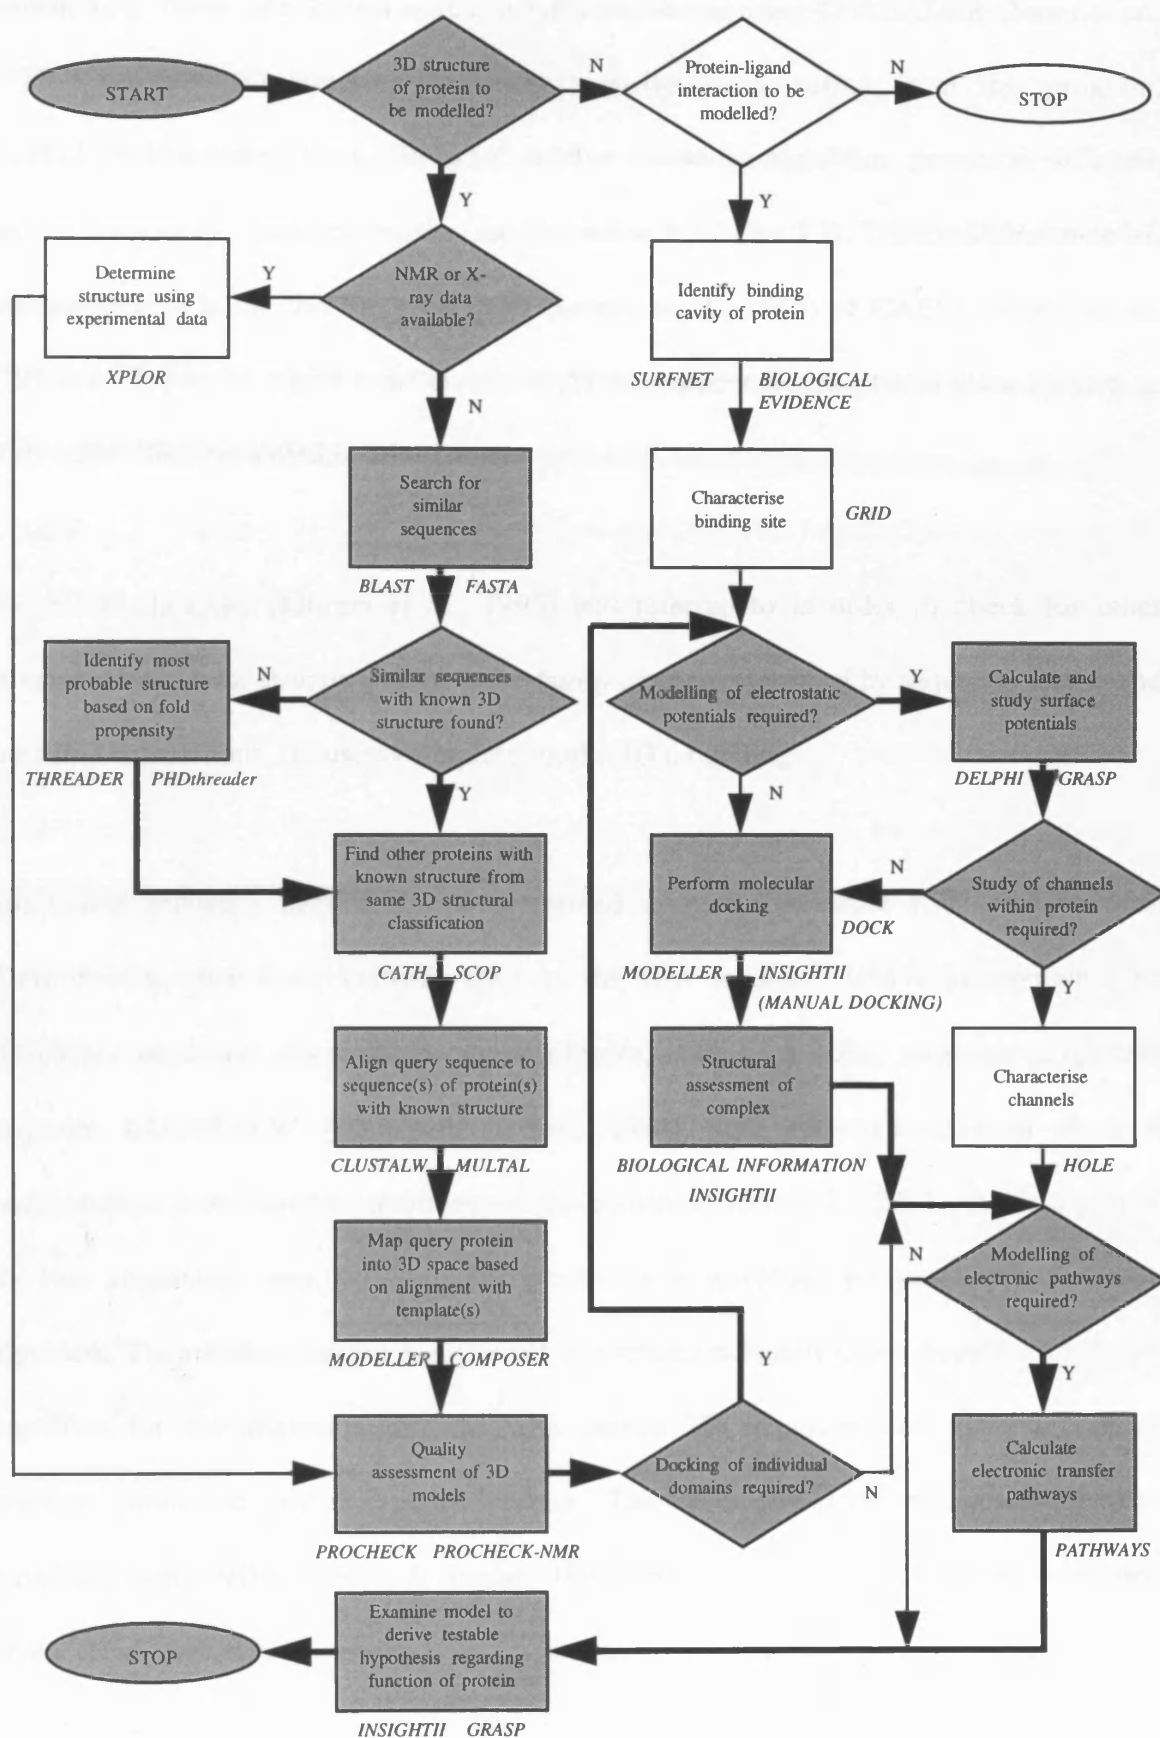 START
3D structure
of protein to
be modelled?
N
Protein-ligand
interaction to be
modelled?
N
STOP
Y
Y
Determine
structure using
experimental data
Y
NMR or X-
ray data
available?
XPLOR
Identify binding
cavity of protein
SURFNET BIOLOGICAL
EVIDENCE
N
Search for
similar
sequences
BLAST FASTA
Characterise
binding site
GRID
Identify most
probable structure
based on fold
propensity
N
Similar sequences
with known 3D
structure found?
THREADER PHDthreader
Y
Modelling of electrostatic
potentials required?
Y
Calculate and
study surface
potentials
DELPHI GRASP
N
Find other proteins with
known structure from
same 3D structural
classification
CATH SCOP
Perform molecular
docking
N
DOCK
Study of channels
within protein
required?
MODELLER INSIGHTII
(MANUAL DOCKING)
Y
Align query sequence to
sequence(s) of protein(s)
with known structure
CLUSTALW MULTAL
Structural
assessment of
complex
BIOLOGICAL INFORMATION
INSIGHTII
Characterise
channels
HOLE
Map query protein
into 3D space based
on alignment with
template(s)
MODELLER COMPOSER
N
Modelling of
electronic pathways
required?
Y
Y
Quality
assessment of 3D
models
PROCHECK PROCHECK-NMR
Docking of individual
domains required?
N
Calculate
electronic transfer
pathways
PATHWAYS
STOP
Examine model to
derive testable
hypothesis regarding
function of protein
INSIGHTII GRASP